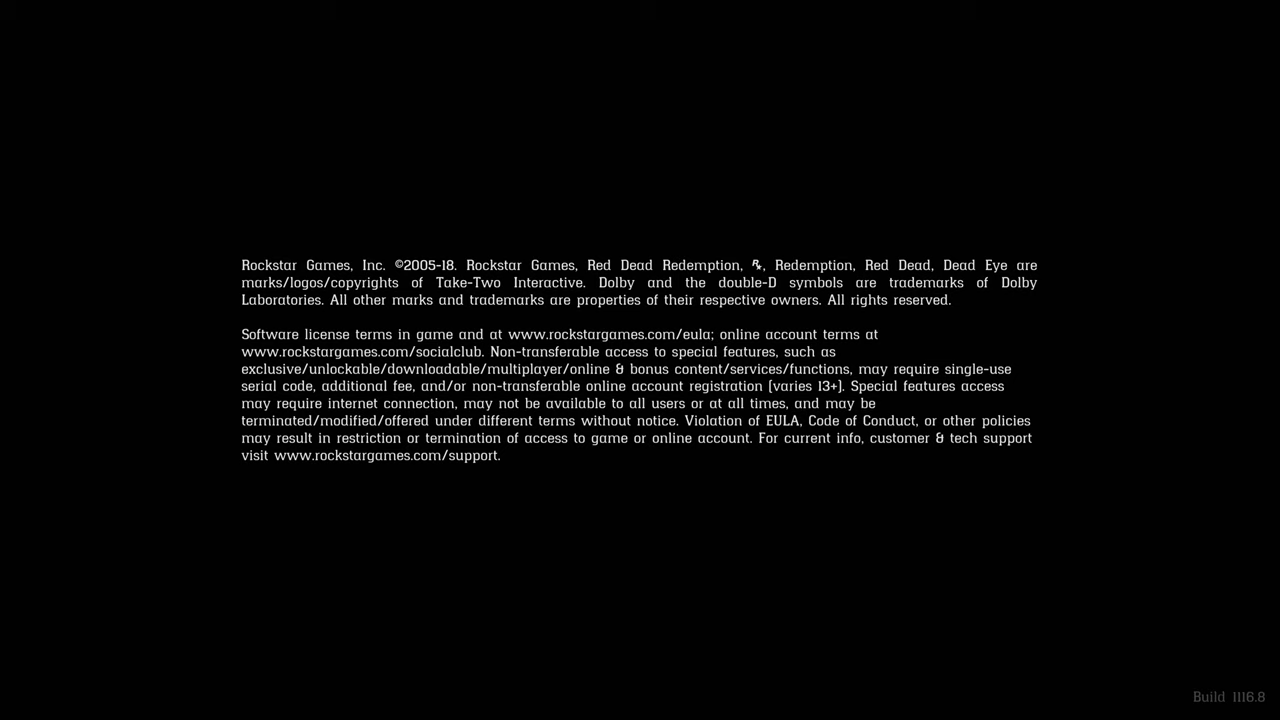 Rockstar Games, Inc. ©2005-18. Rockstar Games, Red Dead Redemption, , Redemption, Red Dead, Dead Eye are
marks/logos/copyrights of Take-Two Interactive. Dolby and the double-D symbols are trademarks of Dolby
Laboratories. All other marks and trademarks are properties of their respective owners. All rights reserved.
Software license terms in game and at www.rockstargames.com/eula; online account terms at
www.rockstargames.com/socialclub. Non-transferable access to special features, such as
exclusive/unlockable/downloadable/multiplayer/online & bonus content/services/functions, may require single-use
serial code, additional fee, and/or non-transferable online account registration [varies 13+]. Special features access
may require internet connection, may not be available to all users or at all times, and may be
terminated/modified/offered under different terms without notice. Violation of EULA, Code of Conduct, or other policies
may result in restriction or termination of access to game or online account. For current info, customer & tech support
visit www.rockstargames.com/support.
Build 1116.8